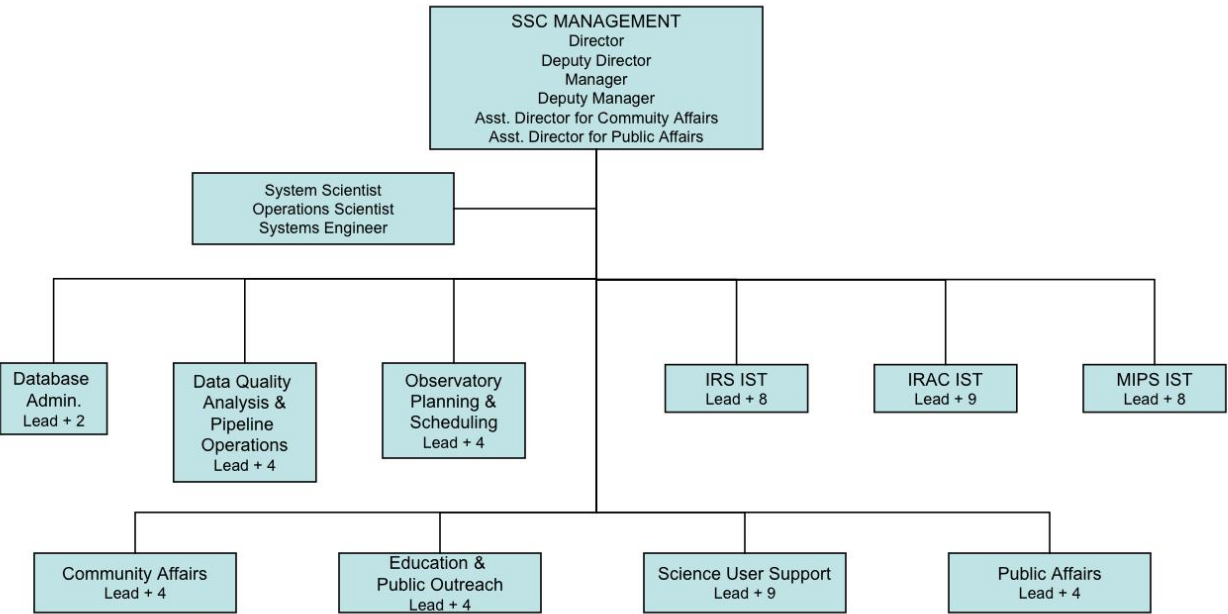 SSC MANAGEMENT
Director
Deputy Director
Manager
Deputy Manager
Asst. Director for Commuity Affairs
Asst. Director for Public Affairs
System Scientist
Operations Scientist
Systems Engineer
Database
Admin.
Lead + 2
Data Quality
Analysis &
Pipeline
Operations
Lead + 4
Observatory
Planning &
Scheduling
Lead + 4
IRS IST
Lead + 8
IRAC IST
Lead + 9
MIPS IST
Lead + 8
Community Affairs
Lead + 4
Education &
Public Outreach
Lead + 4
Science User Support
Lead + 9
Public Affairs
Lead + 4